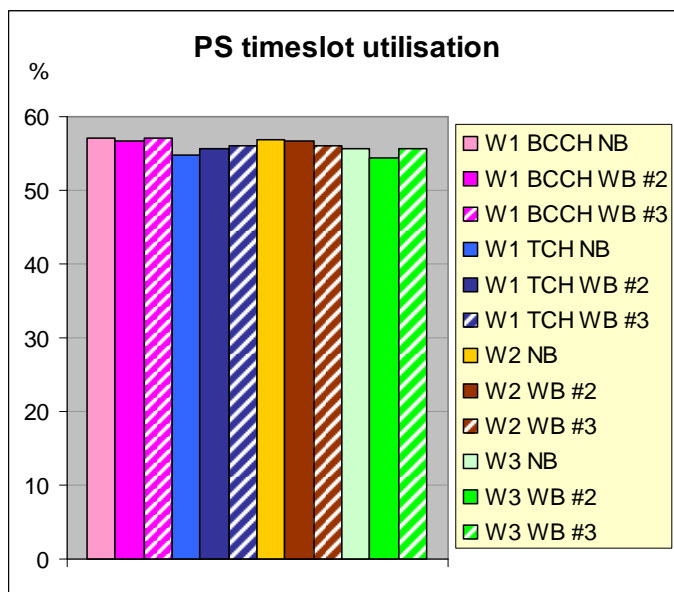 PS timeslot utilisation
%
60
50
40
30
20
10
0
W1 BCCH NB
W1 BCCH WB #2
W1 BCCH WB #3
W1 TCH NB
W1 TCH WB #2
W1 TCH WB #3
W2 NB
W2 WB #2
W2 WB #3
W3 NB
W3 WB #2
W3 WB #3